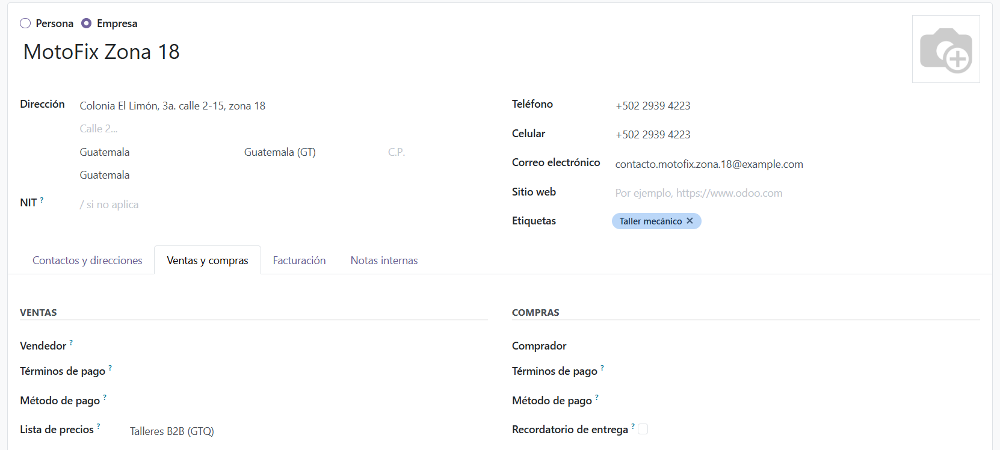 Persona Empresa
MotoFix Zona 18
Dirección
Colonia El Limón, 3a. calle 2-15, zona 18
Calle 2...
Guatemala Guatemala (GT) C.P.
Guatemala
NIT ?
/ si no aplica
Teléfono +502 2939 4223
Celular +502 2939 4223
Correo electrónico contacto.motofix.zona.18@example.com
Sitio web Por ejemplo, https://www.odoo.com
Etiquetas Taller mecánico ✕
Contactos y direcciones Ventas y compras Facturación Notas internas
VENTAS
Vendedor ?
Términos de pago ?
Método de pago ?
Lista de precios ? Talleres B2B (GTQ)
COMPRAS
Comprador
Términos de pago ?
Método de pago ?
Recordatorio de entrega ?